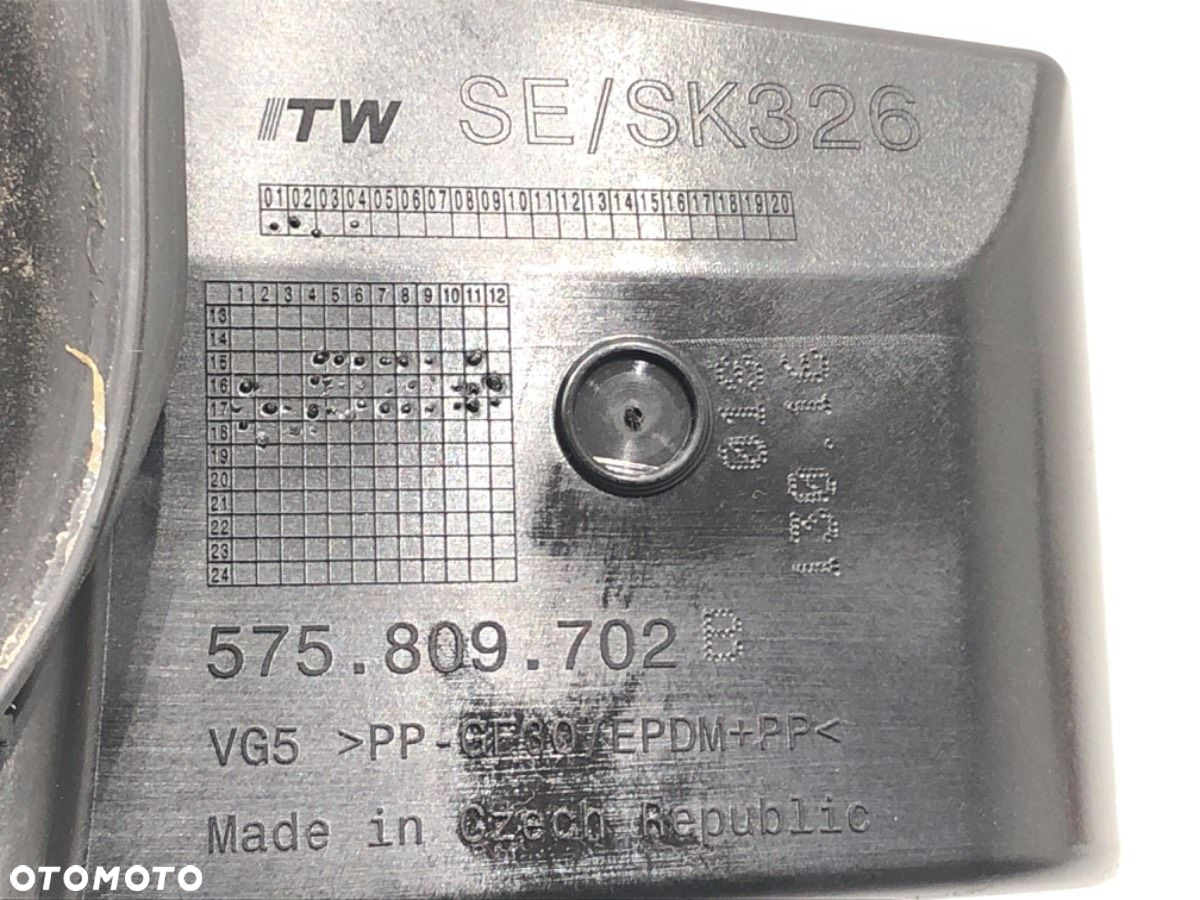 ITW SE/SK326
01 02 03 04 05 06 07 08 09 10 11 12 13 14 15 16 17 18 19 20
1 2 3 4 5 6 7 8 9 10 11 12
13
14
15
16
17
18
19
20
21
22
23
24
575.809.702 B
VG5 >PP-GF30/EPDM+PP<
Made in Czech Republic
OTOMOTO